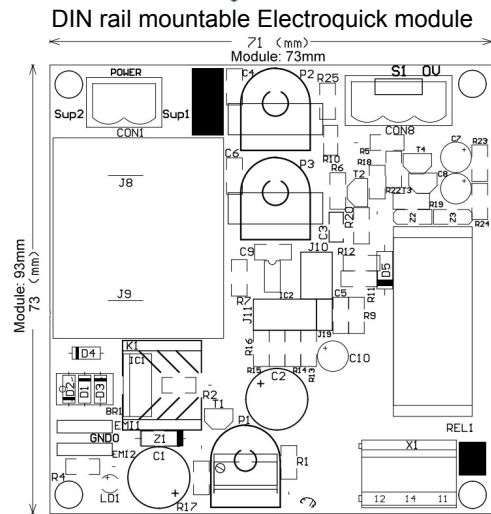 DIN rail mountable Electroquick module
71 (mm)
Module: 73mm
POWER
Sup2
Sup1
CON1
C4
P2
R25
S1 0V
CON8
R10
R5
T4
C7
R23
C6
P3
R6
R18
C8
T2
R22
T3
R19
R24
Z2
Z3
R20
C3
J8
C9
J10
R12
D5
R11
Module: 93mm
73 (mm)
J9
R7
IC2
C5
J11
R9
J19
K1
R16
D4
IC1
R15
R14
R13
C10
C2
D2
D1
D3
R2
BR1
T1
EMI1
GND0
Z1
P1
REL1
EMI2
C1
X1
R4
R1
LD1
R17
12 14 11